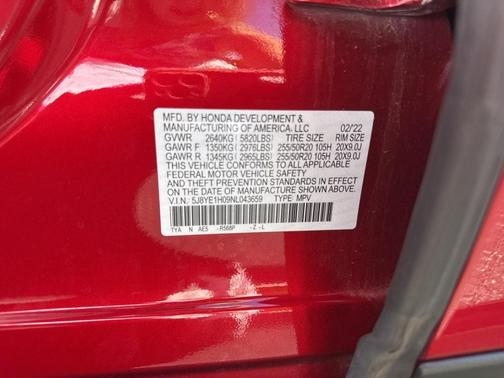 MFD. BY HONDA DEVELOPMENT &
MANUFACTURING OF AMERICA, LLC 02/'22
GVWR 2640KG( 5820LBS) TIRE SIZE RIM SIZE
GAWR F 1350KG( 2976LBS) 255/50R20 105H 20X9.0J
GAWR R 1345KG( 2965LBS) 255/50R20 105H 20X9.0J
THIS VEHICLE CONFORMS TO ALL APPLICABLE
FEDERAL MOTOR VEHICLE SAFETY
AND THEFT PREVENTION STANDARDS IN EFFECT
ON THE DATE OF MANUFACTURE SHOWN ABOVE.
V.I.N.: 5J8YE1H09NL043659 TYPE: MPV
TYA N AE5 -R568P -Z -L